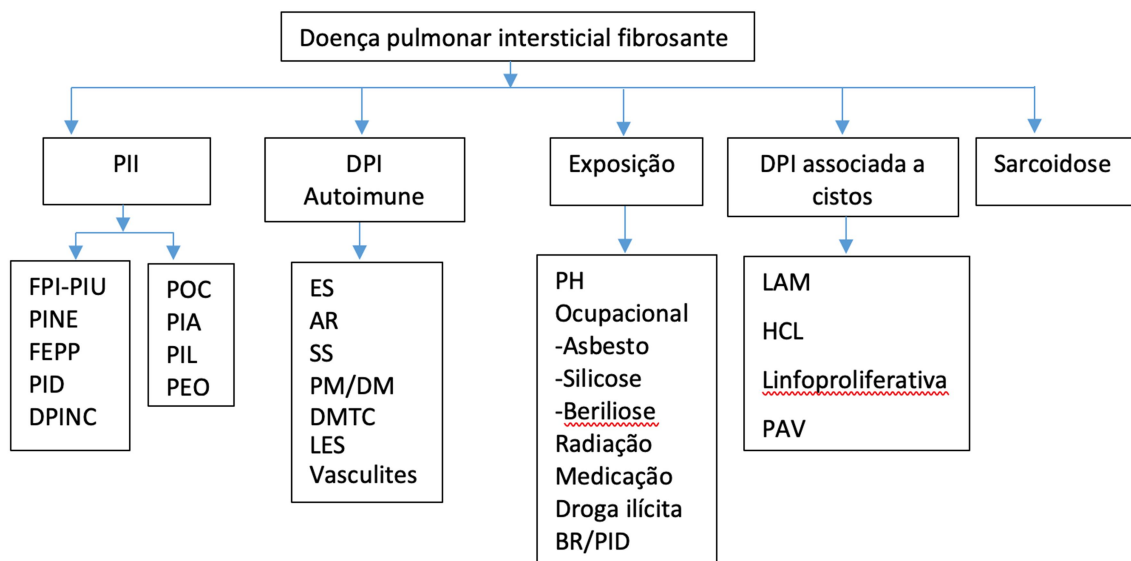 Doença pulmonar intersticial fibrosante
PII
DPI
Autoimune
Exposição
DPI associada a
cistos
Sarcoidose
FPI-PIU
PINE
FEPP
PID
DPINC
POC
PIA
PIL
PEO
ES
AR
SS
PM/DM
DMTC
LES
Vasculites
PH
Ocupacional
-Asbesto
-Silicose
-Beriliose
Radiação
Medicação
Droga ilícita
BR/PID
LAM
HCL
Linfoproliferativa
PAV